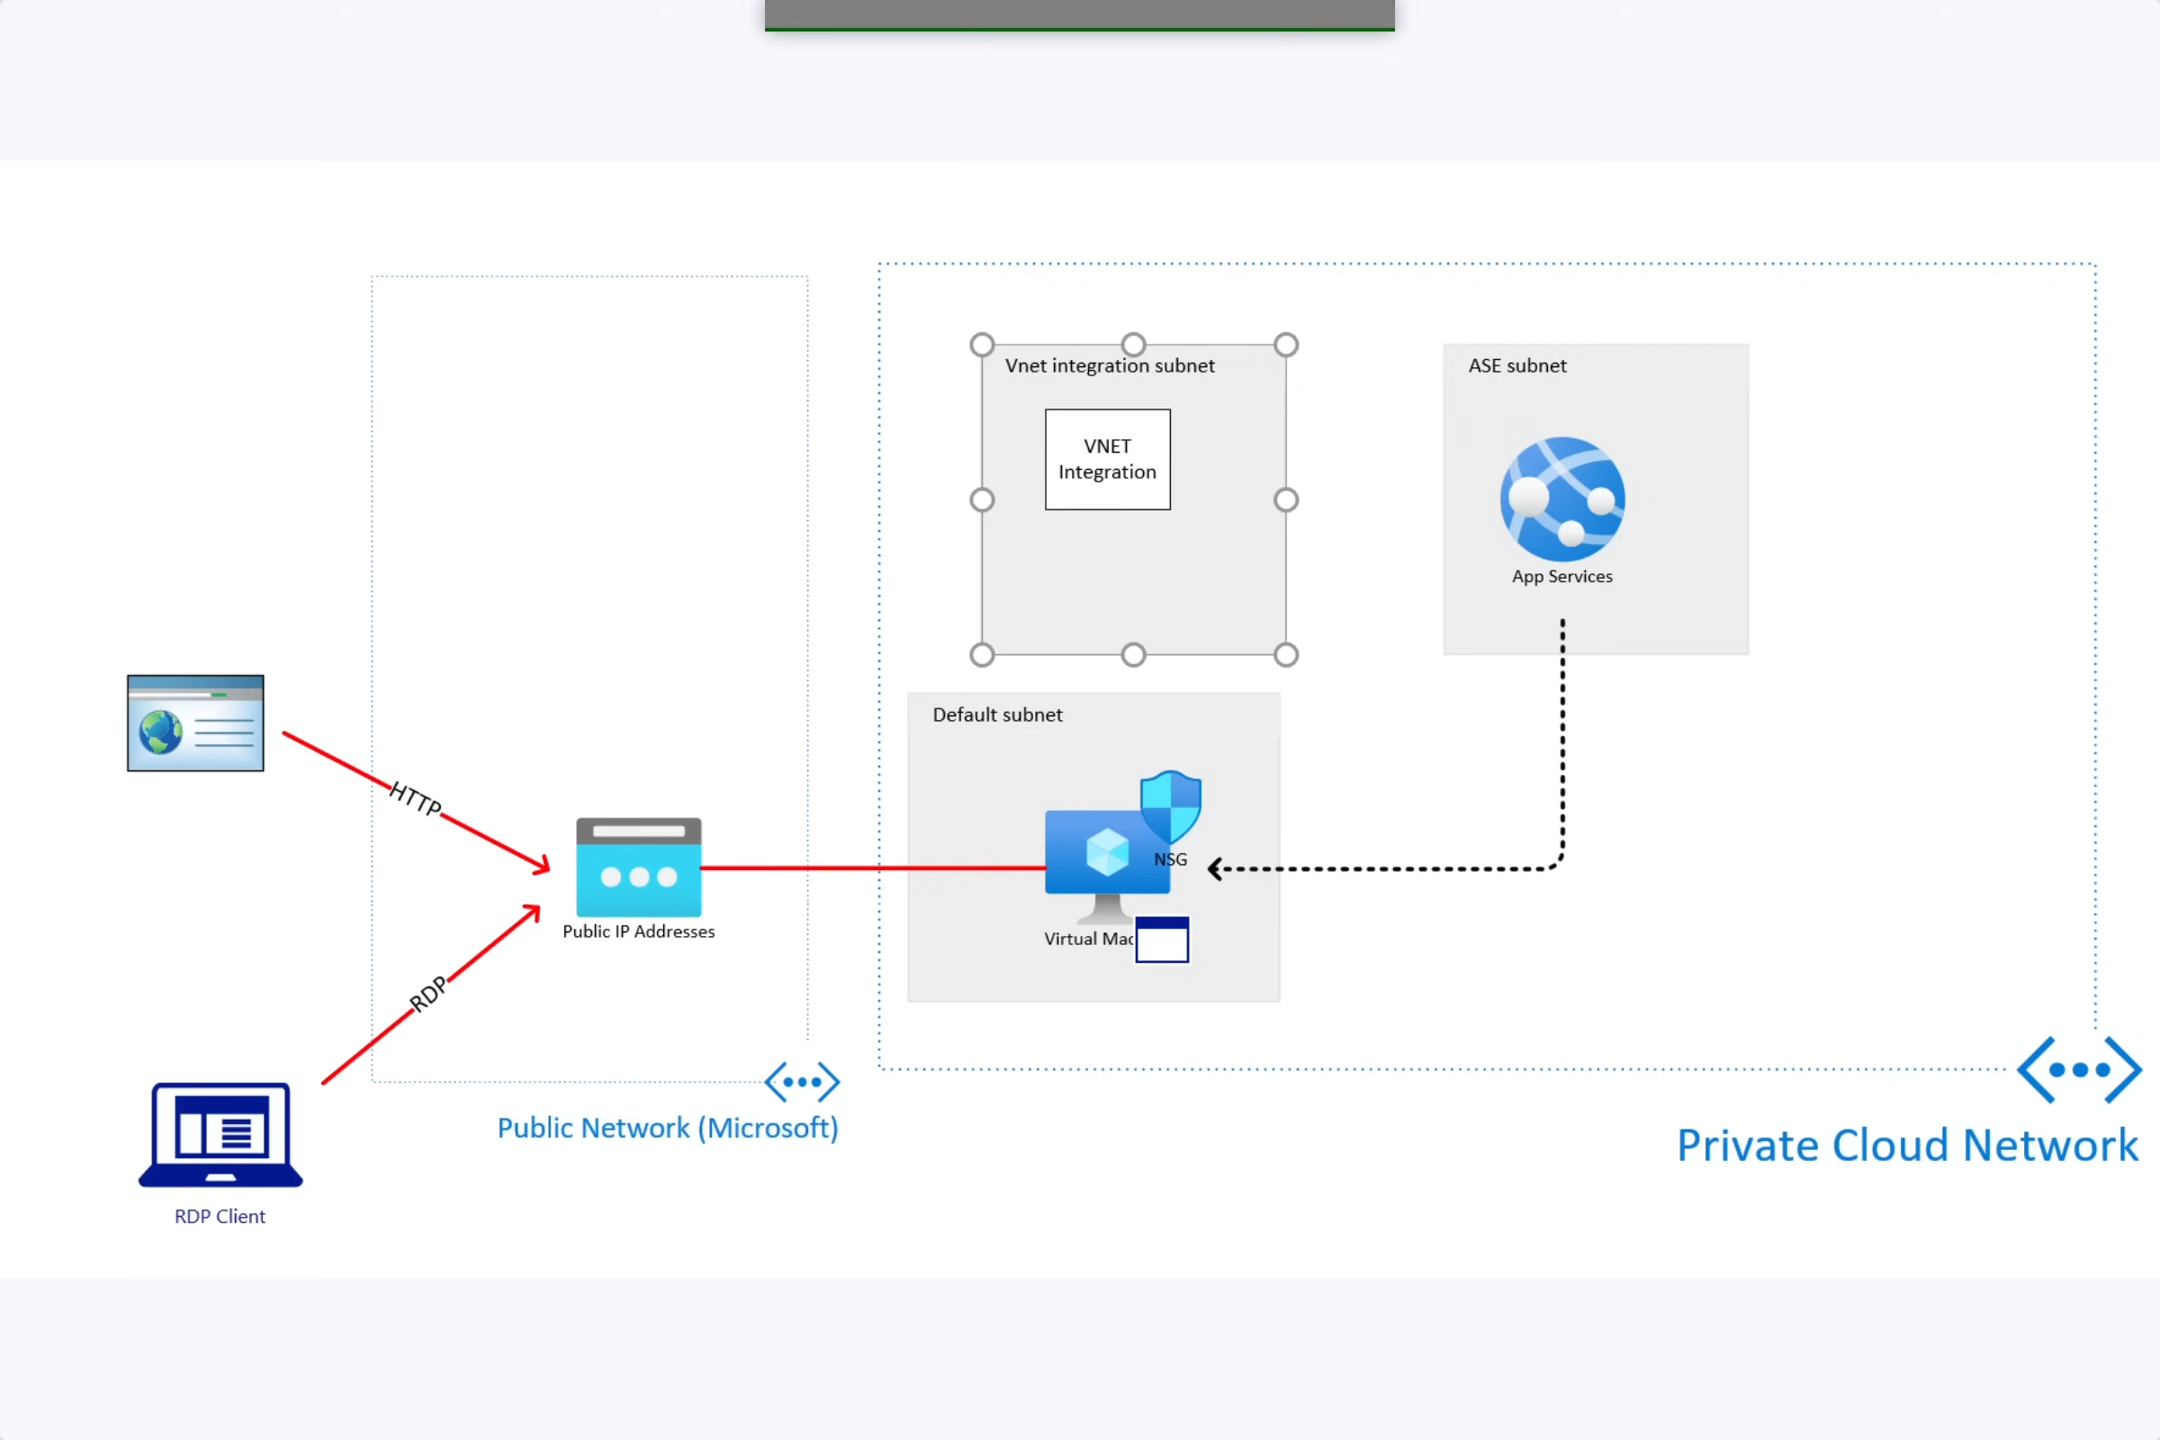 Vnet integration subnet
VNET
Integration
ASE subnet
App Services
Default subnet
NSG
Virtual Mac
HTTP
Public IP Addresses
RDP
RDP Client
Public Network (Microsoft)
Private Cloud Network